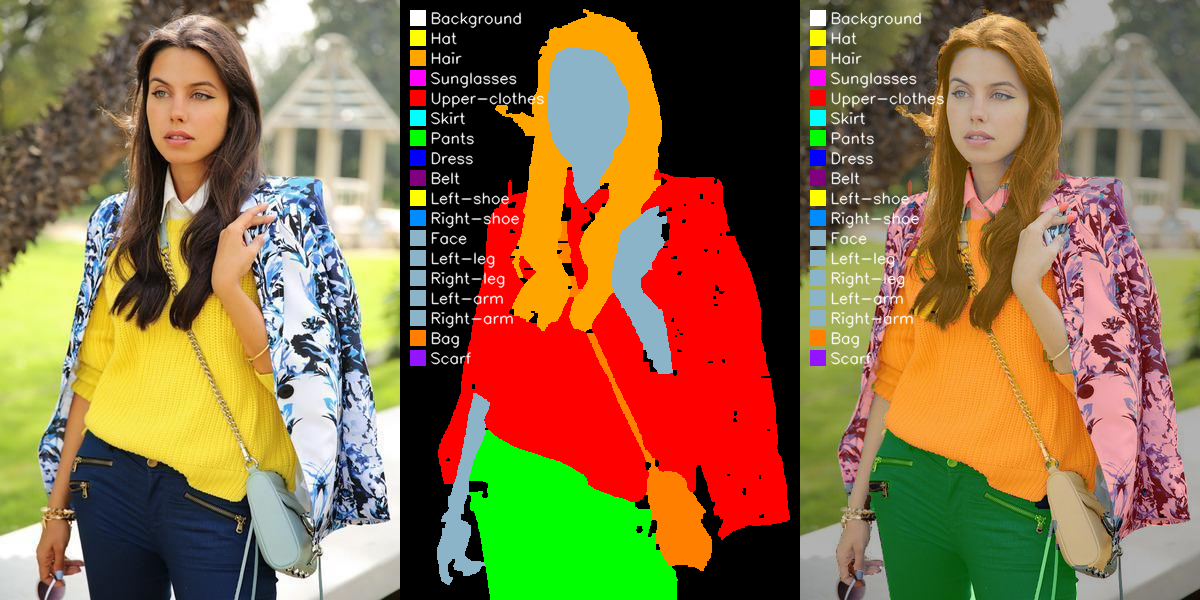 Background
Hat
Hair
Sunglasses
Upper-clothes
Skirt
Pants
Dress
Belt
Left-shoe
Right-shoe
Face
Left-leg
Right-leg
Left-arm
Right-arm
Bag
Scarf
Background
Hat
Hair
Sunglasses
Upper-clothes
Skirt
Pants
Dress
Belt
Left-shoe
Right-shoe
Face
Left-leg
Right-leg
Left-arm
Right-arm
Bag
Scarf